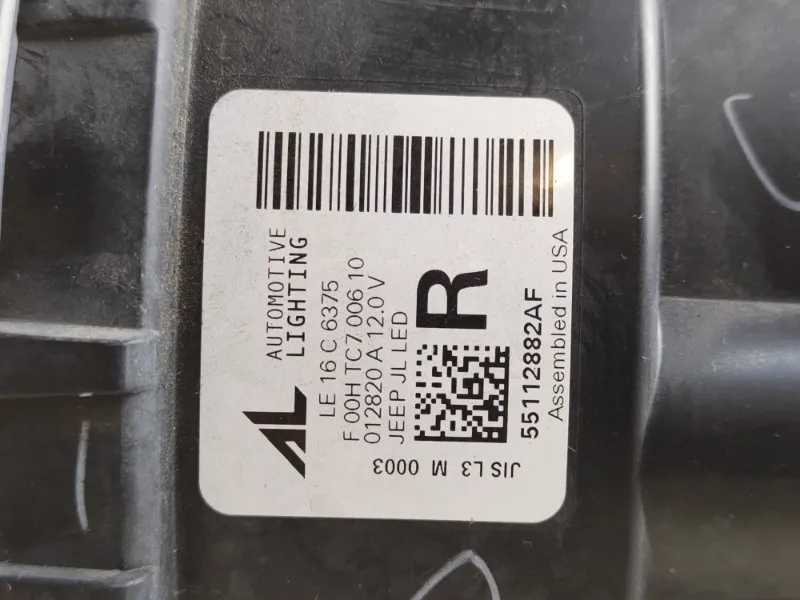 AL
AUTOMOTIVE
LIGHTING
LE 16 C 6375
F 00H TC7 006 10
012820 A 12.0 V
JEEP JL LED
R
55112882AF
Assembled in USA
JIS L3 M 0003